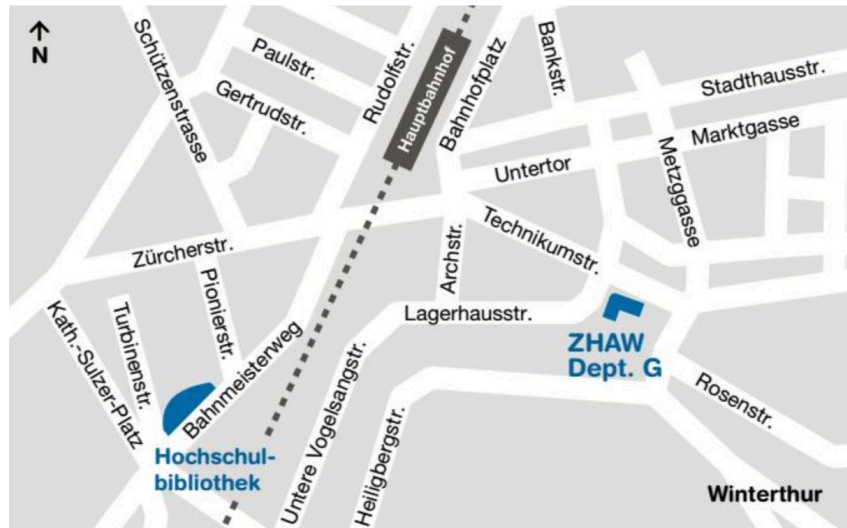 N
Schützenstrasse
Paulstr.
Gertrudstr.
Rudolfstr.
Hauptbahnhof
Bahnhofplatz
Bankstr.
Stadthausstr.
Marktgasse
Metzggasse
Untertor
Technikumstr.
Zürcherstr.
Pionierstr.
Archstr.
Lagerhausstr.
Turbinenstr.
Kath.-Sulzer-Platz
Bahnmeisterweg
Untere Vogelsangstr.
Heiligbergstr.
ZHAW
Dept. G
Rosenstr.
Hochschul-
bibliothek
Winterthur